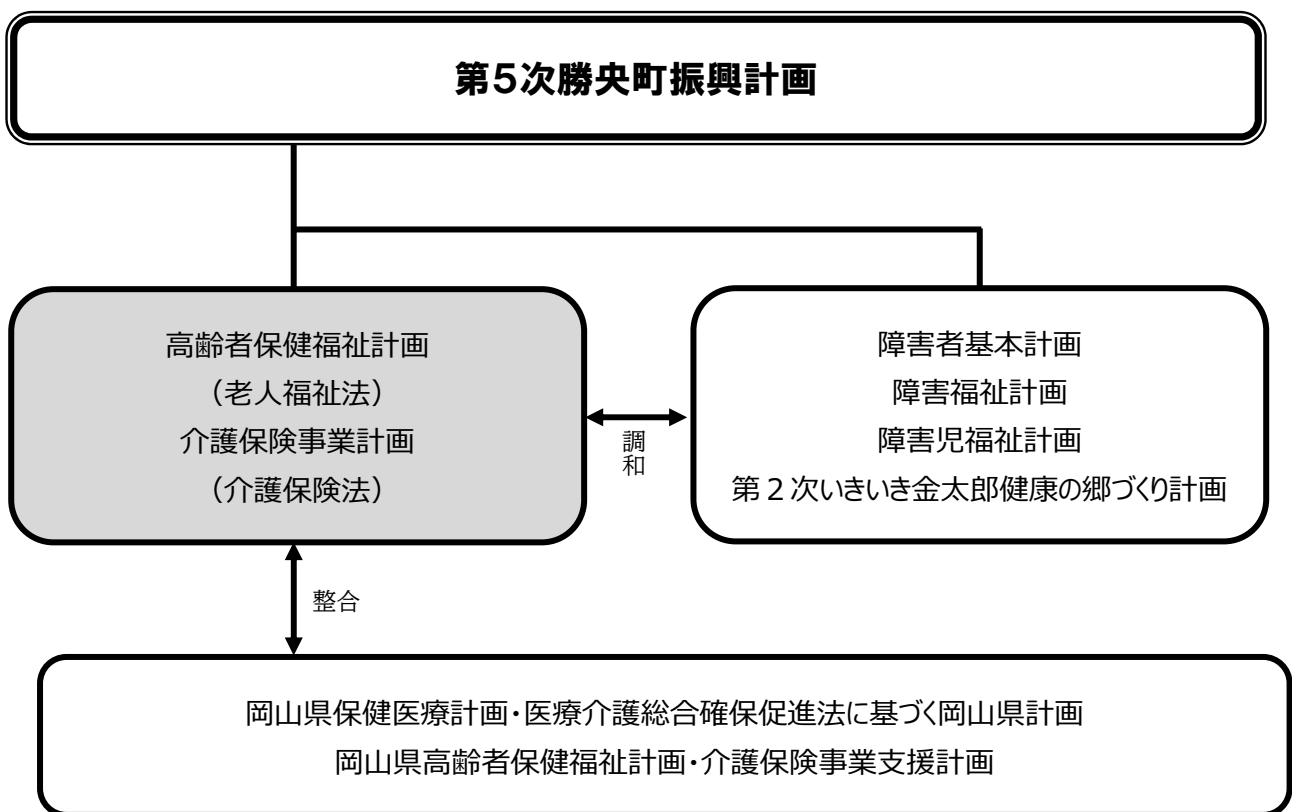 第5次勝央町振興計画
高齢者保健福祉計画
（老人福祉法）
介護保険事業計画
（介護保険法）
調和
障害者基本計画
障害福祉計画
障害児福祉計画
第２次いきいき金太郎健康の郷づくり計画
整合
岡山県保健医療計画・医療介護総合確保促進法に基づく岡山県計画
岡山県高齢者保健福祉計画・介護保険事業支援計画